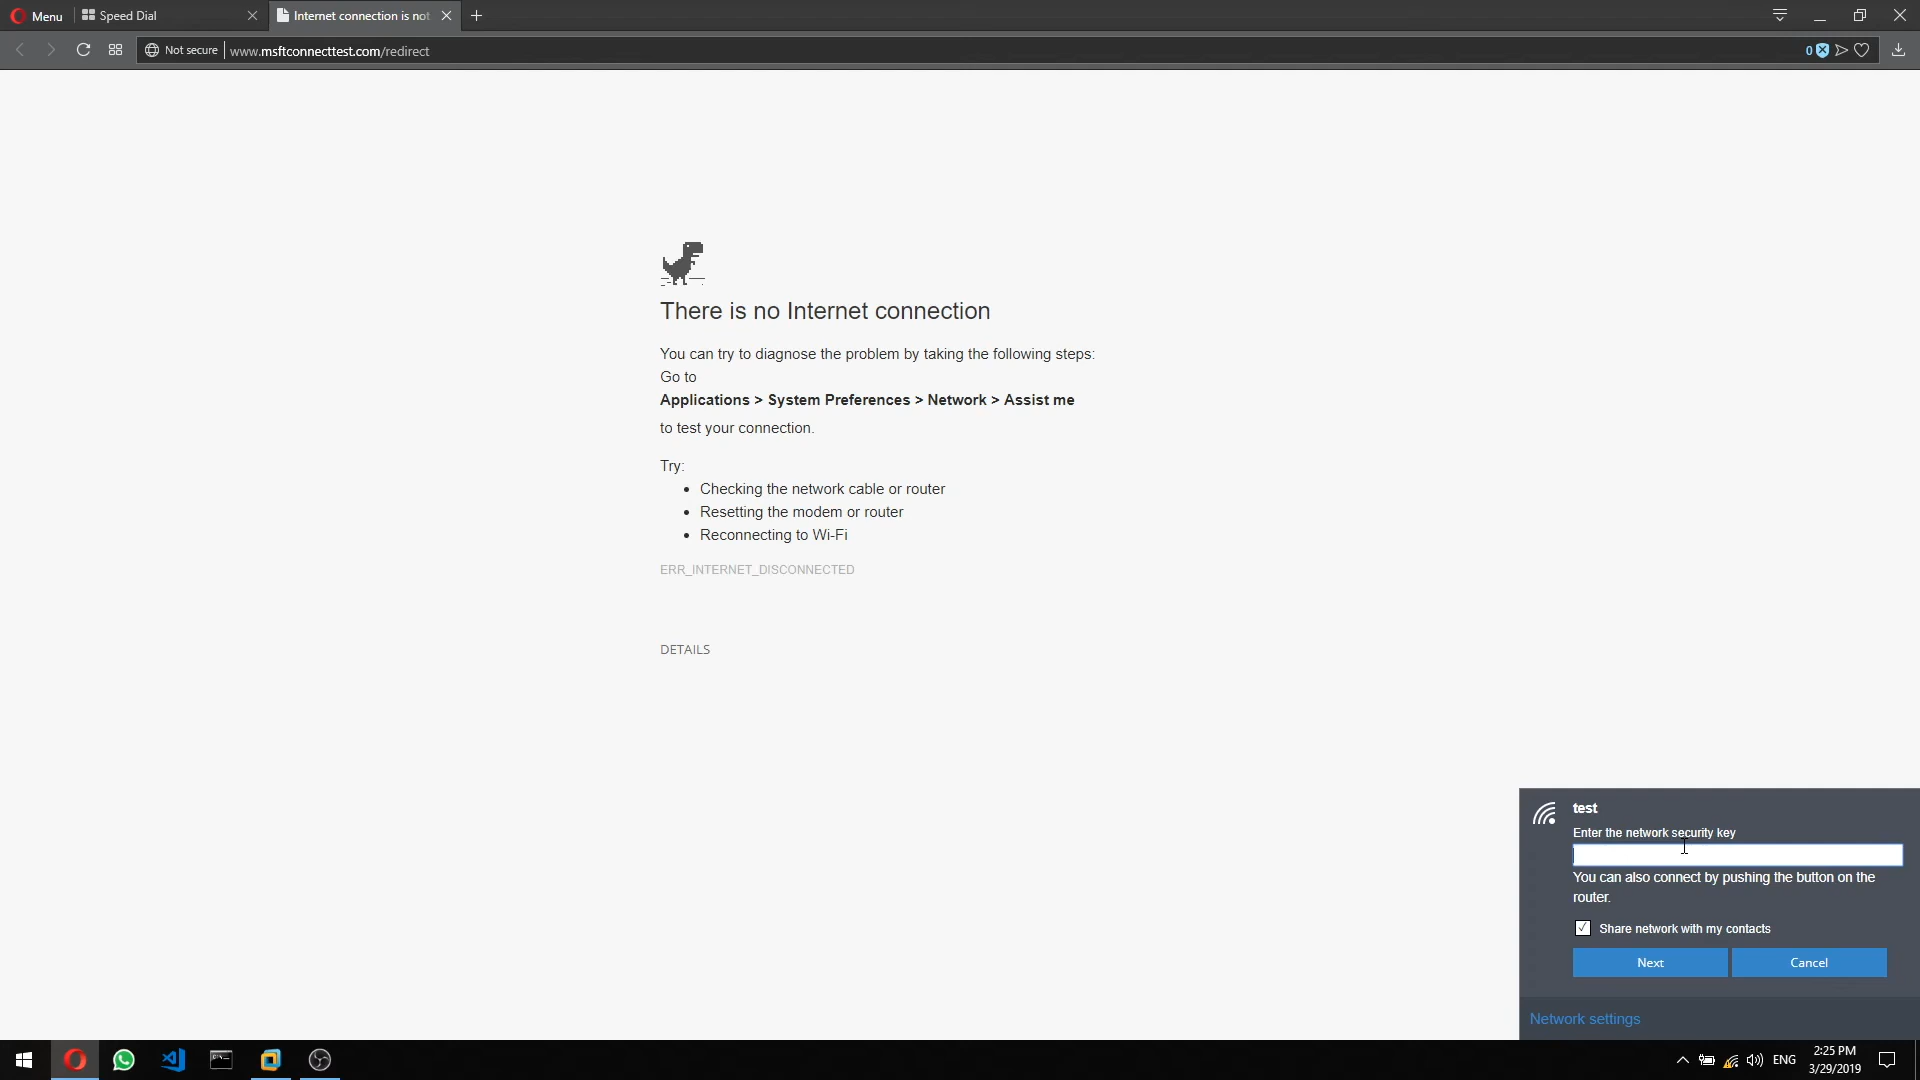 Menu
Speed Dial
Internet connection is not
Not secure
www.msftconnecttest.com/redirect
0
There is no Internet connection
You can try to diagnose the problem by taking the following steps:
Go to
Applications > System Preferences > Network > Assist me
to test your connection.
Try:
Checking the network cable or router
Resetting the modem or router
Reconnecting to Wi-Fi
ERR_INTERNET_DISCONNECTED
DETAILS
test
Enter the network security key
You can also connect by pushing the button on the
router.
Share network with my contacts
Next
Cancel
Network settings
ENG
2:25 PM
3/29/2019